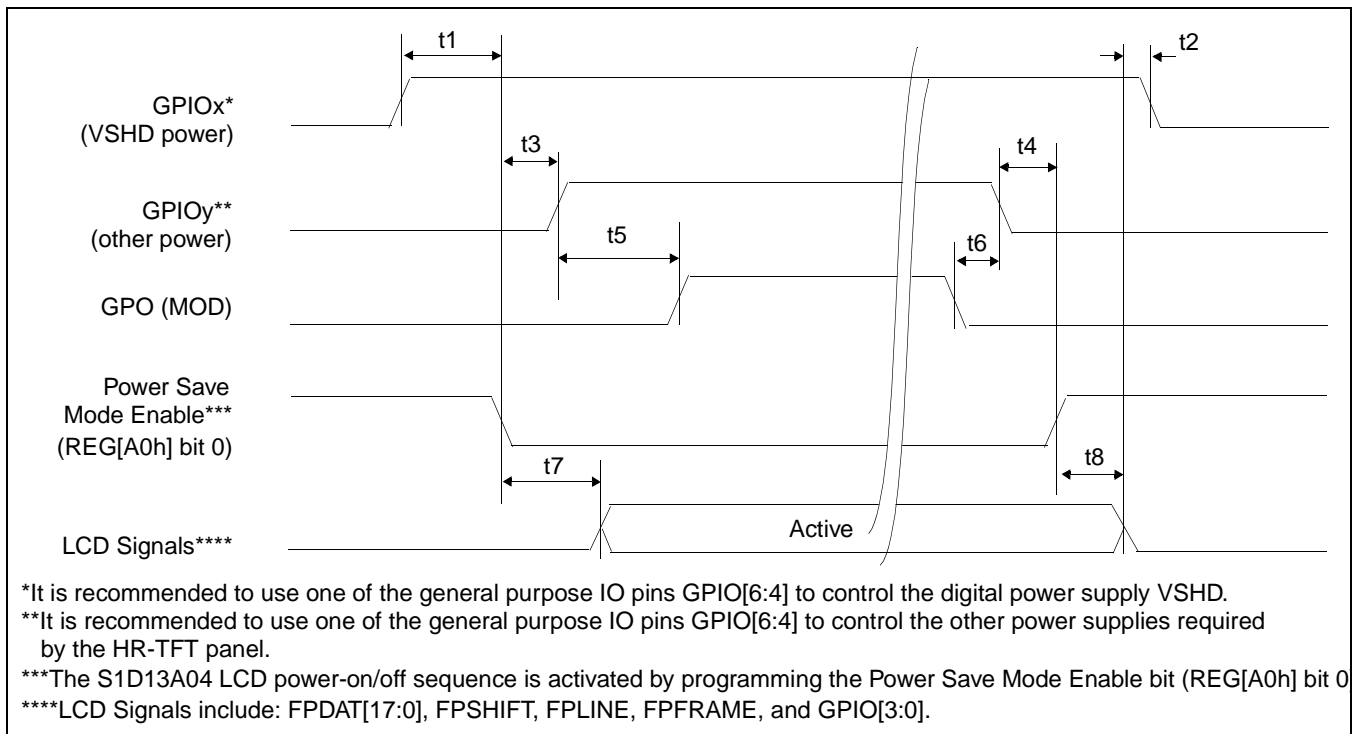 t1
t2
GPIOx*
(VSHD power)
t3
t4
GPIOy**
(other power)
t5
t6
GPO (MOD)
Power Save
Mode Enable***
(REG[A0h] bit 0)
t7
t8
Active
LCD Signals****
*It is recommended to use one of the general purpose IO pins GPIO[6:4] to control the digital power supply VSHD.
**It is recommended to use one of the general purpose IO pins GPIO[6:4] to control the other power supplies required
by the HR-TFT panel.
***The S1D13A04 LCD power-on/off sequence is activated by programming the Power Save Mode Enable bit (REG[A0h] bit 0
****LCD Signals include: FPDAT[17:0], FPSHIFT, FPLINE, FPFRAME, and GPIO[3:0].